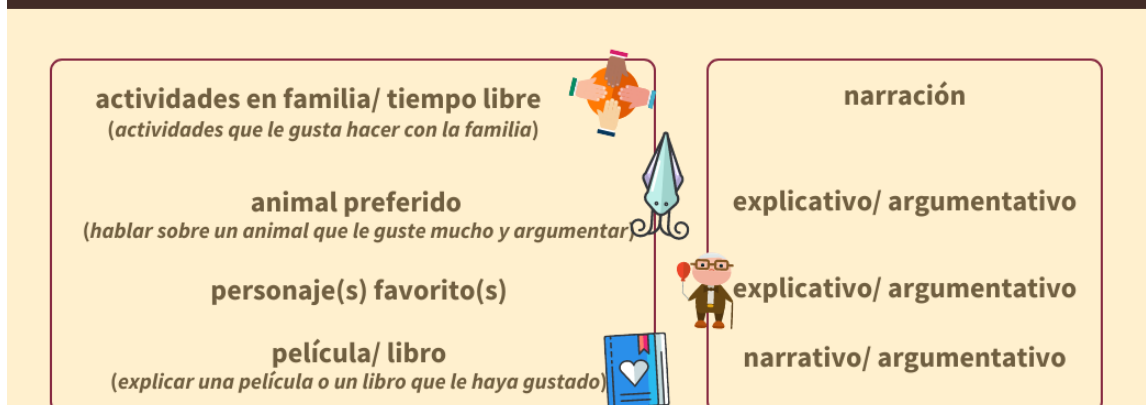 actividades en familia/ tiempo libre
(actividades que le gusta hacer con la familia)
animal preferido
(hablar sobre un animal que le guste mucho y argumentar)
personaje(s) favorito(s)
película/ libro
(explicar una película o un libro que le haya gustado)
narración
explicativo/ argumentativo
explicativo/ argumentativo
narrativo/ argumentativo